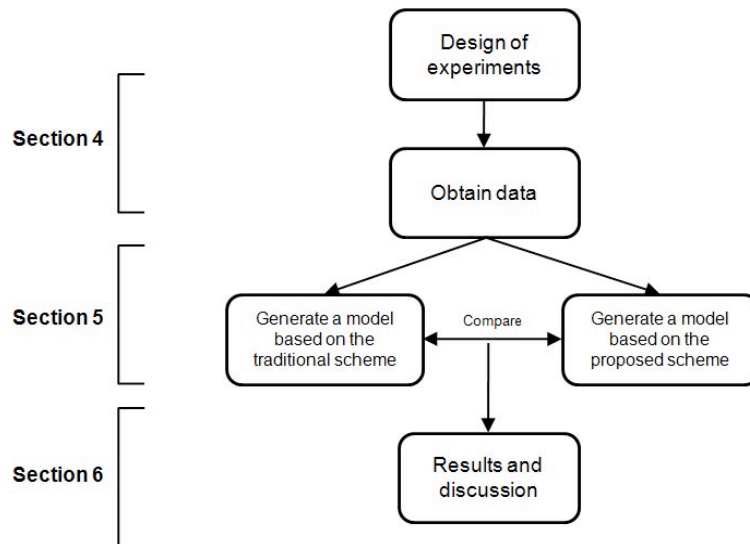 Design of
experiments
Section 4
Obtain data
Section 5
Generate a model
based on the
traditional scheme
Compare
Generate a model
based on the
proposed scheme
Section 6
Results and
discussion